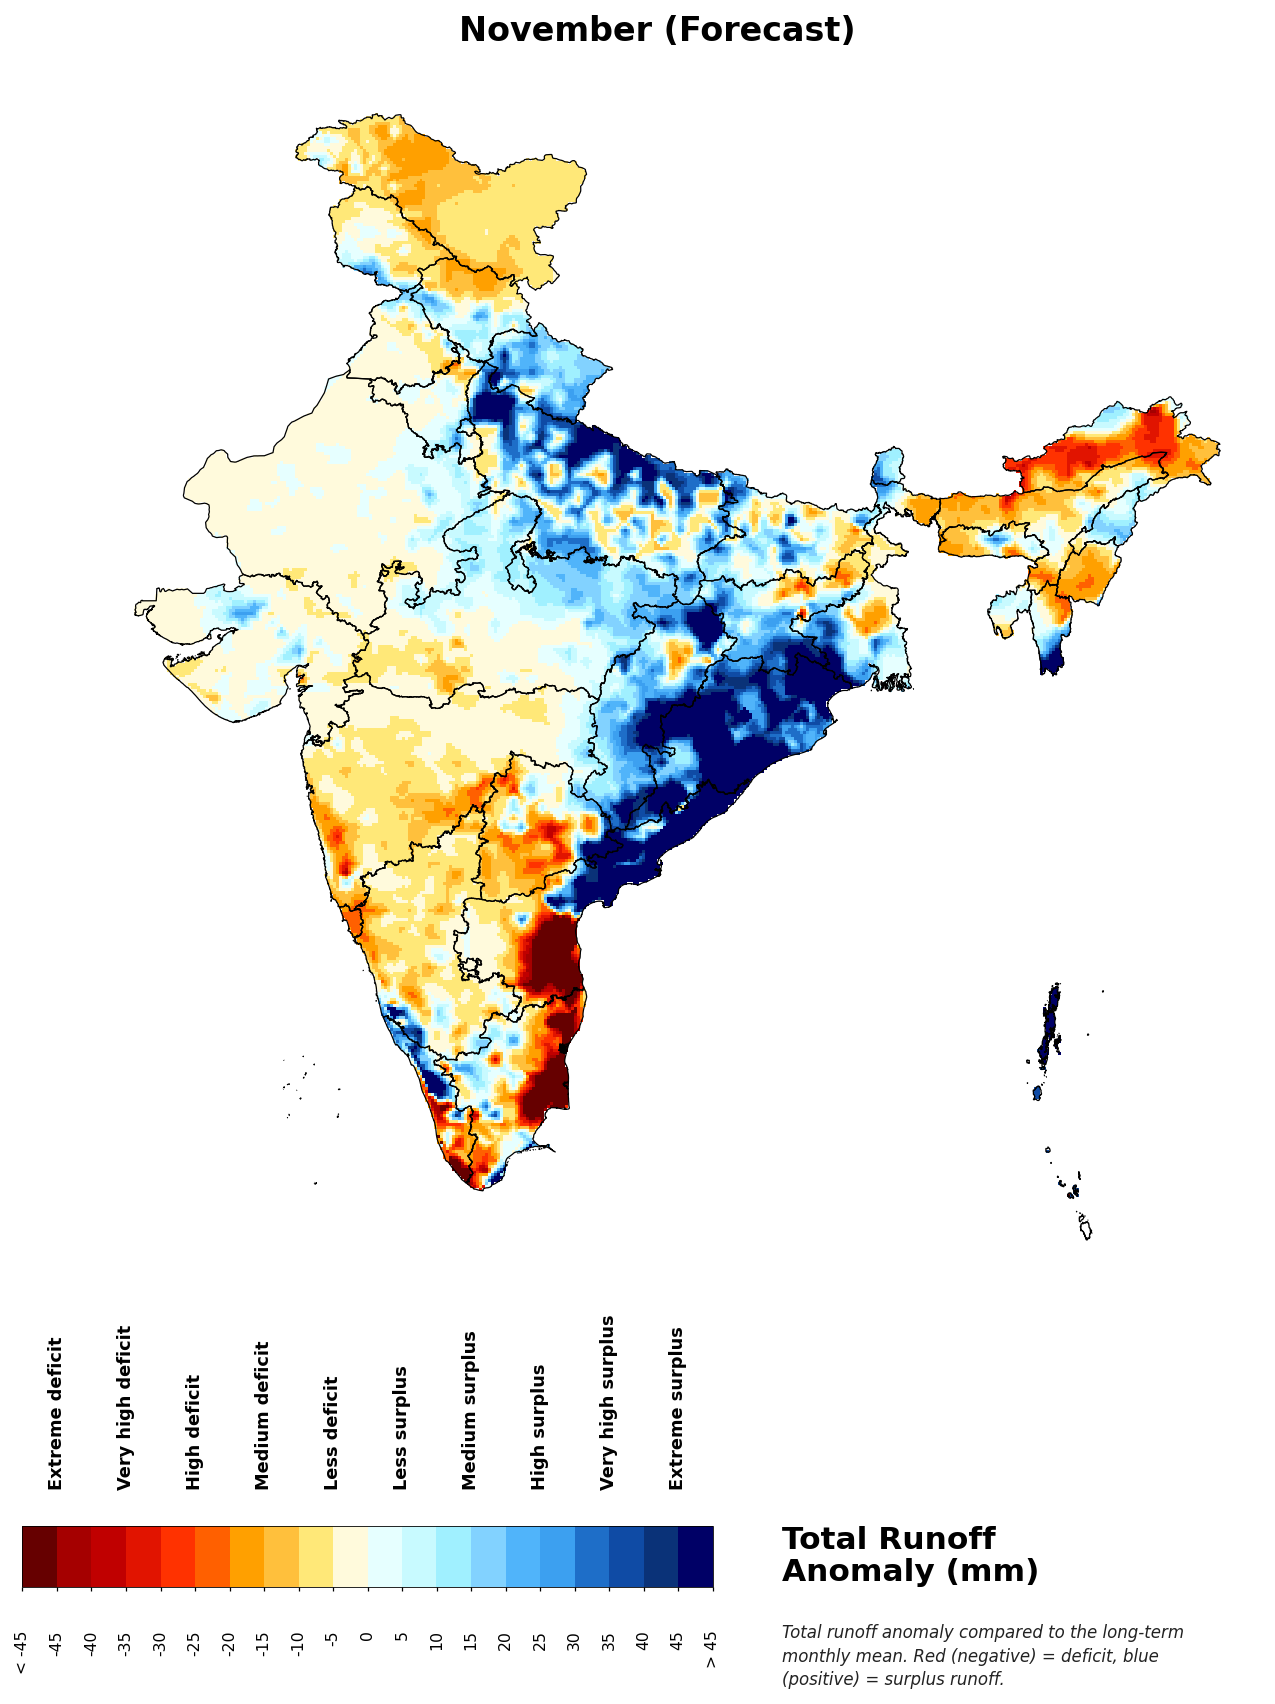 November (Forecast)
Extreme deficit
Very high deficit
High deficit
Medium deficit
Less deficit
Less surplus
Medium surplus
High surplus
Very high surplus
Extreme surplus
< -45
-45
-40
-35
-30
-25
-20
-15
-10
-5
0
5
10
15
20
25
30
35
40
45
> 45
Total Runoff
Anomaly (mm)
Total runoff anomaly compared to the long-term
monthly mean. Red (negative) = deficit, blue
(positive) = surplus runoff.